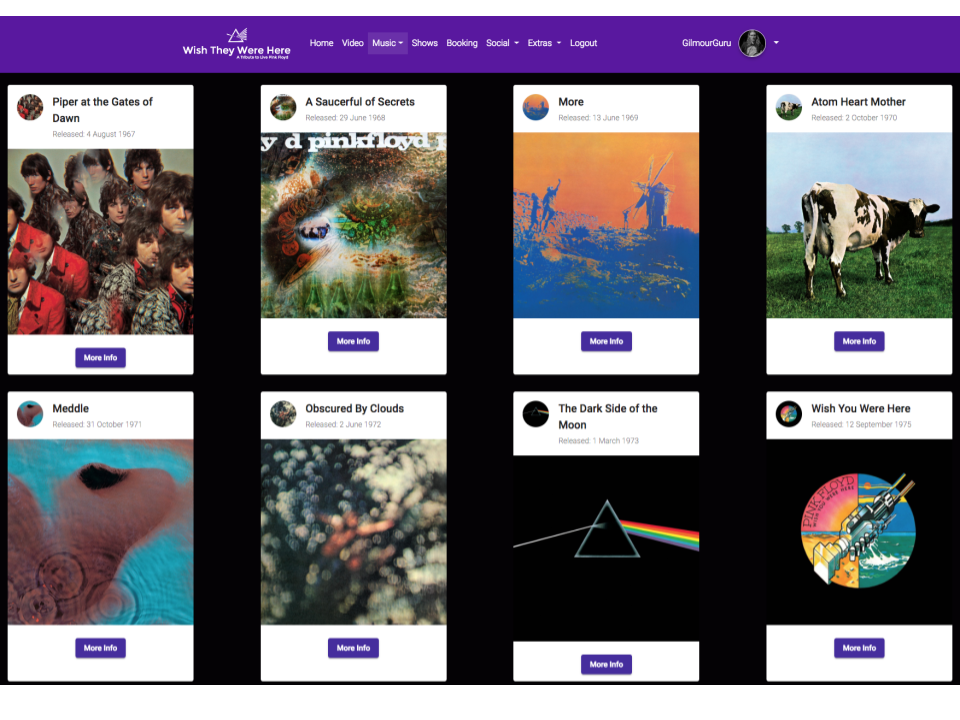 Wish They Were Here
A Tribute to Live Pink Floyd
Home Video Music Shows Booking Social Extras Logout
GilmourGuru
Piper at the Gates of
Dawn
Released: 4 August 1967
A Saucerful of Secrets
Released: 29 June 1968
More
Released: 13 June 1969
Atom Heart Mother
Released: 2 October 1970
y d pinkfloyd p
More Info
More Info
More Info
More Info
Meddle
Released: 31 October 1971
Obscured By Clouds
Released: 2 June 1972
The Dark Side of the
Moon
Released: 1 March 1973
Wish You Were Here
Released: 12 September 1975
PINK FLOYD
WISH YOU WERE HERE
More Info
More Info
More Info
More Info